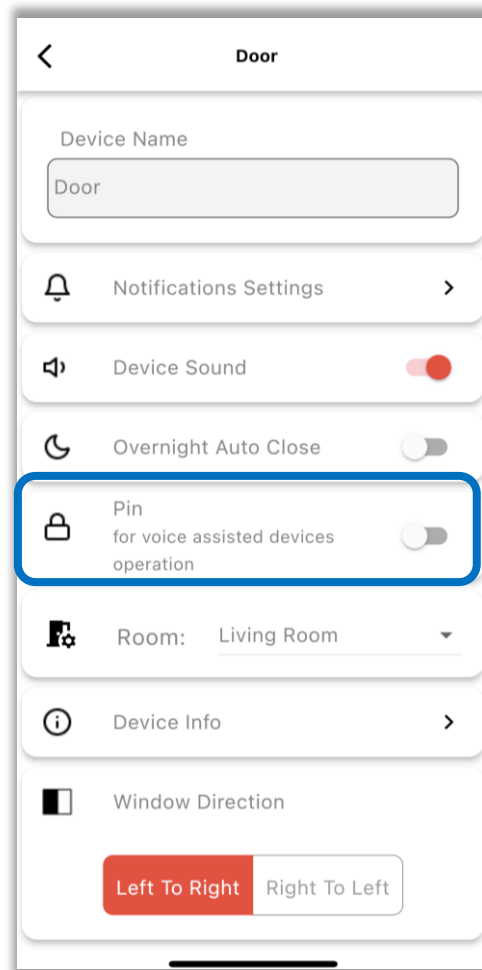 Door
Device Name
Door
Notifications Settings
Device Sound
Overnight Auto Close
Pin
for voice assisted devices
operation
Room: Living Room
Device Info
Window Direction
Left To Right Right To Left